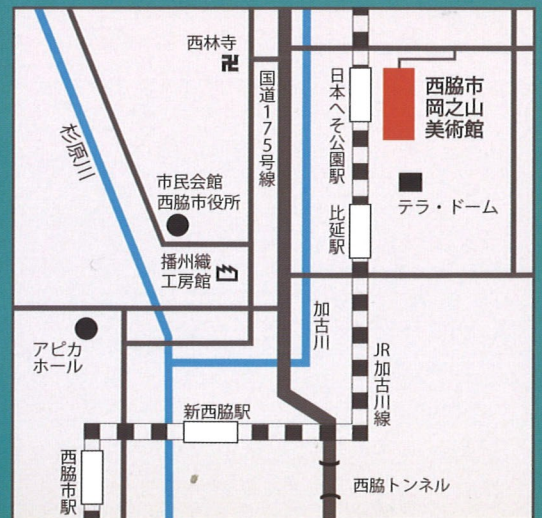 西林寺
卍
国道175号線
日本へそ公園駅
西脇市
岡之山
美術館
杉原川
市民会館
西脇市役所
テラ・ドーム
比延駅
播州織
工房館
加古川
アピカ
ホール
JR加古川線
新西脇駅
西脇市駅
西脇トンネル